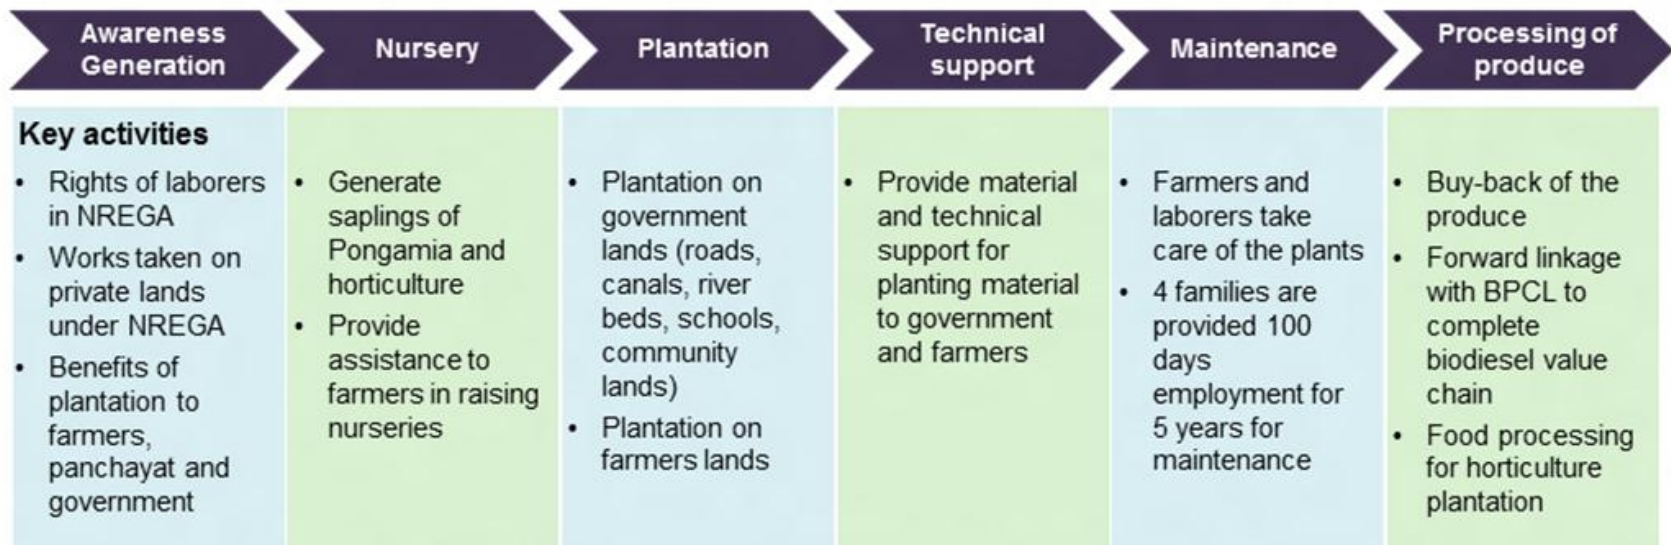 Awareness
Generation
Nursery
Plantation
Technical
support
Maintenance
Processing of
produce
Key activities
• Rights of laborers
in NREGA
• Works taken on
private lands
under NREGA
• Benefits of
plantation to
farmers,
panchayat and
government
• Generate
saplings of
Pongamia and
horticulture
• Provide
assistance to
farmers in raising
nurseries
• Plantation on
government
lands (roads,
canals, river
beds, schools,
community
lands)
• Plantation on
farmers lands
• Provide material
and technical
support for
planting material
to government
and farmers
• Farmers and
laborers take
care of the plants
• 4 families are
provided 100
days
employment for
5 years for
maintenance
• Buy-back of the
produce
• Forward linkage
with BPCL to
complete
biodiesel value
chain
• Food processing
for horticulture
plantation